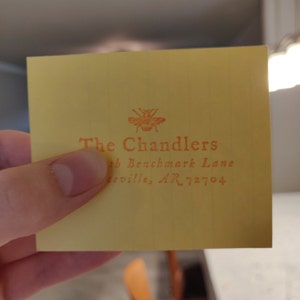 The Chandlers
Benchmark Lane
AR 72704